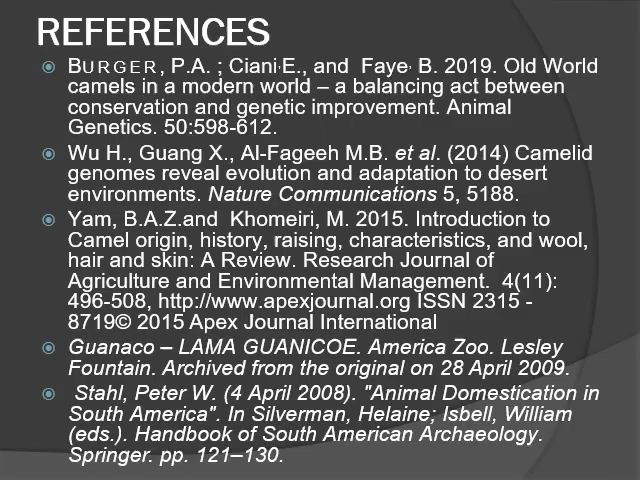 REFERENCES
BURGER, P.A. ; Ciani,E., and Faye, B. 2019. Old World
camels in a modern world – a balancing act between
conservation and genetic improvement. Animal
Genetics. 50:598-612.
Wu H., Guang X., Al-Fageeh M.B. et al. (2014) Camelid
genomes reveal evolution and adaptation to desert
environments. Nature Communications 5, 5188.
Yam, B.A.Z.and Khomeiri, M. 2015. Introduction to
Camel origin, history, raising, characteristics, and wool,
hair and skin: A Review. Research Journal of
Agriculture and Environmental Management. 4(11):
496-508, http://www.apexjournal.org ISSN 2315 -
8719© 2015 Apex Journal International
Guanaco – LAMA GUANICOE. America Zoo. Lesley
Fountain. Archived from the original on 28 April 2009.
Stahl, Peter W. (4 April 2008). "Animal Domestication in
South America". In Silverman, Helaine; Isbell, William
(eds.). Handbook of South American Archaeology.
Springer. pp. 121–130.